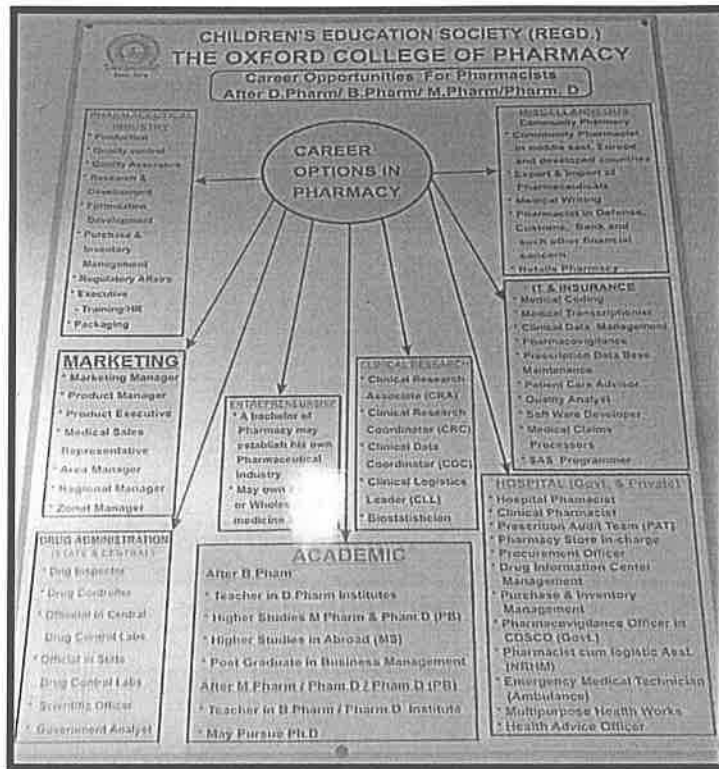 CHILDREN'S EDUCATION SOCIETY (REGD.)
THE OXFORD COLLEGE OF PHARMACY
Career Opportunities For Pharmacists
After D.Pharm/ B.Pharm/ M.Pharm/Pharm. D
CAREER
OPTIONS IN
PHARMACY
PHARMACEUTICAL
INDUSTRY
* Production
* Quality control
* Quality Assurance
* Research &
Development
* Formulation
Development
* Purchase &
Inventory
Management
* Regulatory Affairs
* Executive
- Training/HR
* Packaging
MARKETING
* Marketing Manager
* Product Manager
* Product Executive
* Medical Sales
Representative
* Area Manager
* Regional Manager
* Zonal Manager
DRUG ADMINISTRATION
(STATE & CENTRAL)
* Drug Inspector
* Drug Controller
* Official in Central
Drug Control Labs
* Official in State
Drug Control Labs
* Scientific Officer
* Government Analyst
ENTREPRENEURSHIP
* A bachelor of
Pharmacy may
establish his own
Pharmaceutical
Industry
* May own
or Wholes
medicine
CLINICAL RESEARCH
* Clinical Research
Associate (CRA)
* Clinical Research
Coordinator (CRC)
* Clinical Data
Coordinator (CDC)
* Clinical Logistics
Leader (CLL)
* Biostatistician
ACADEMIC
After B.Pham
* Teacher in D.Pharm Institutes
* Higher Studies M.Pharm & Pham.D (PB)
* Higher Studies in Abroad (MS)
* Post Graduate in Business Management
After M.Pharm / Pham.D / Pham.D (PB)
* Teacher in B.Pharm / Pharm.D. Institute
* May Pursue Ph.D
MISCELLANEOUS
Community Pharmacy
* Community Pharmacist
in middle east, Europe
and developed countries
* Export & Import of
Pharmaceuticals
* Medical Writing
* Pharmacist in Defense,
Customs, Bank and
such other financial
concern
* Retails Pharmacy
IT & INSURANCE
* Medical Coding
* Medical Transcriptionist
* Clinical Data Management
* Pharmacovigilance
* Prescription Data Base
Maintenance
* Patient Care Advisor
* Quality Analyst
* Soft Ware Developer
* Medical Claims
Processors
* SAS Programmer
HOSPITAL (Govt. & Private)
* Hospital Phamacist
* Clinical Pharmacist
* Prescrition Audit Team (PAT)
* Pharmacy Store In-charge
* Procurement Officer
* Drug Information Center
Management
* Purchase & Inventory
Management
* Pharmacovigilance Officer in
CDSCO (Govt.)
* Pharmacist cum logistic Asst.
(NRHM)
* Emergency Medical Technician
(Ambulance)
* Multipurpose Health Works
* Health Advice Officer